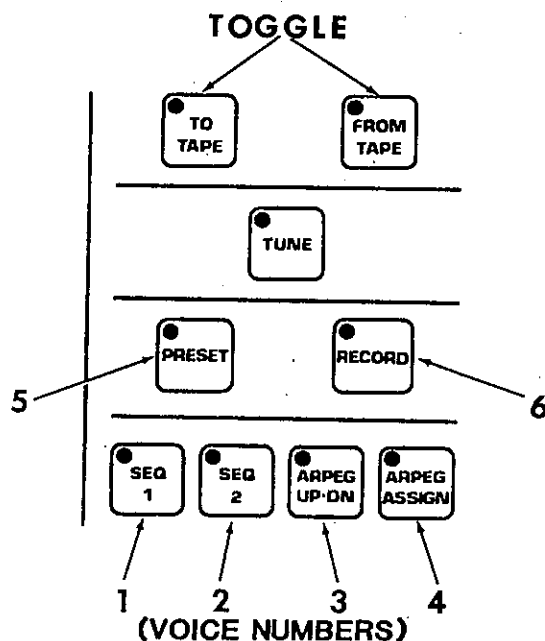 TOGGLE
TO
TAPE
FROM
TAPE
TUNE
PRESET
RECORD
5
6
SEQ
1
SEQ
2
ARPEG
UP·DN
ARPEG
ASSIGN
1 2 3 4
(VOICE NUMBERS)